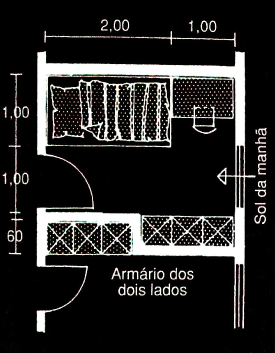 2,00 1,00
1,00
1,00
60
Sol da manhã
Armário dos
dois lados